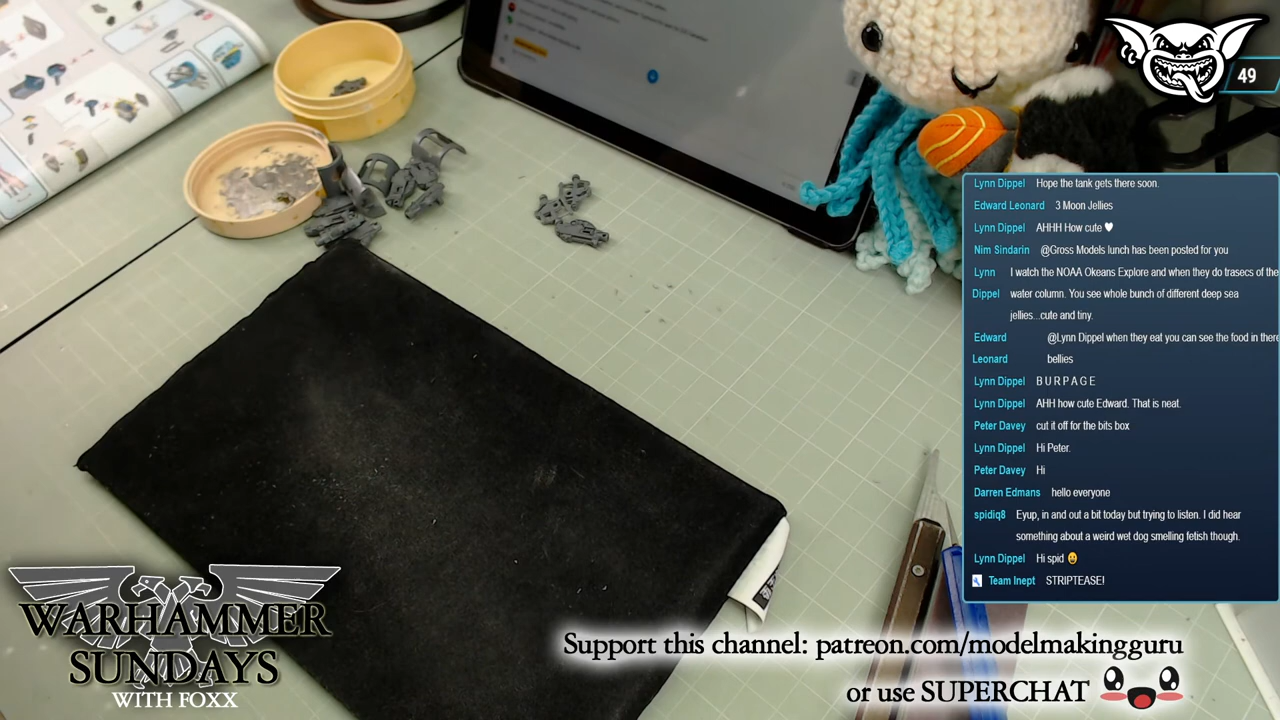 49
Lynn Dippel Hope the tank gets there soon.
Edward Leonard 3 Moon Jellies
Lynn Dippel AHHH How cute ♥
Nim Sindarin @Gross Models lunch has been posted for you
Lynn I watch the NOAA Okeans Explore and when they do trasecs of the
Dippel water column. You see whole bunch of different deep sea
jellies...cute and tiny.
Edward @Lynn Dippel when they eat you can see the food in there
Leonard bellies
Lynn Dippel B U R P A G E
Lynn Dippel AHH how cute Edward. That is neat.
Peter Davey cut it off for the bits box
Lynn Dippel Hi Peter.
Peter Davey Hi
Darren Edmans hello everyone
spidiq8 Eyup, in and out a bit today but trying to listen. I did hear
something about a weird wet dog smelling fetish though.
Lynn Dippel Hi spid 😀
Team Inept STRIPTEASE!
WARHAMMER
SUNDAYS
WITH FOXX
Support this channel: patreon.com/modelmakingguru
or use SUPERCHAT